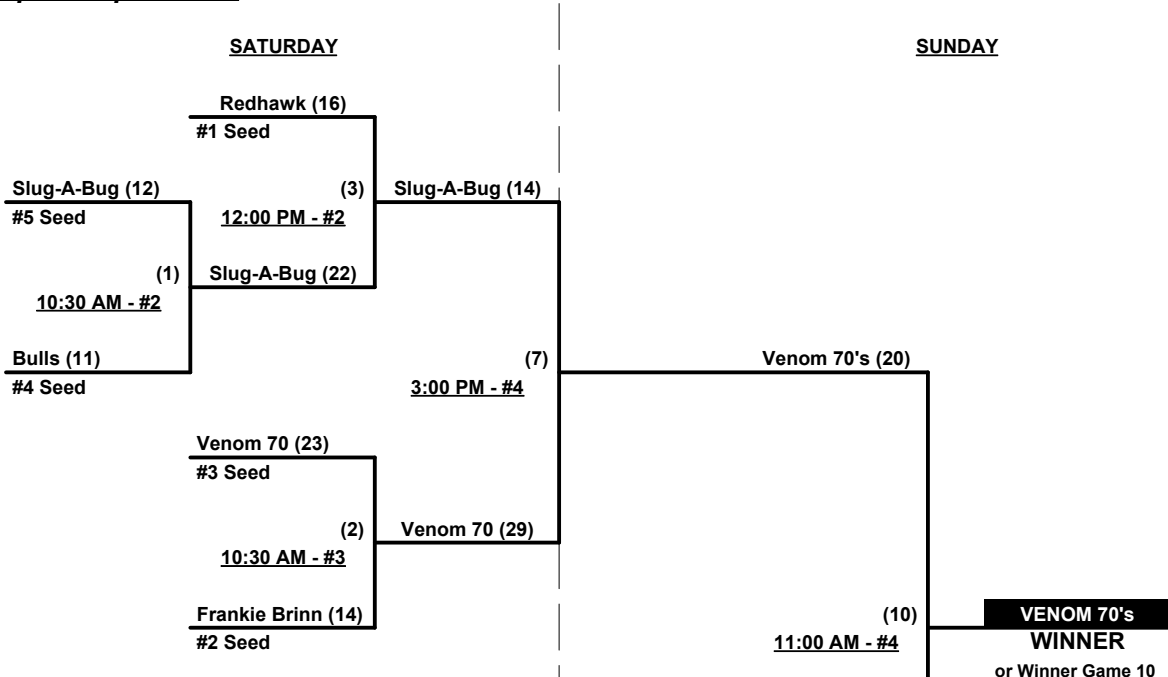 SATURDAY
SUNDAY
Redhawk (16)
#1 Seed
Slug-A-Bug (12)
(3)
Slug-A-Bug (14)
#5 Seed
12:00 PM - #2
(1)
Slug-A-Bug (22)
10:30 AM - #2
Bulls (11)
(7)
Venom 70's (20)
#4 Seed
3:00 PM - #4
Venom 70 (23)
#3 Seed
(2)
Venom 70 (29)
10:30 AM - #3
Frankie Brinn (14)
(10)
VENOM 70's
#2 Seed
11:00 AM - #4
WINNER
or Winner Game 10